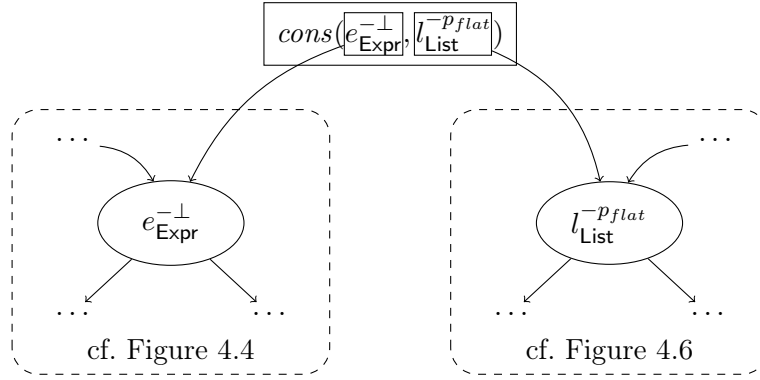 cons(e_Expr^{-⊥}, l_List^{-p_flat})
... ...
e_Expr^{-⊥} l_List^{-p_flat}
... ... ... ...
cf. Figure 4.4 cf. Figure 4.6